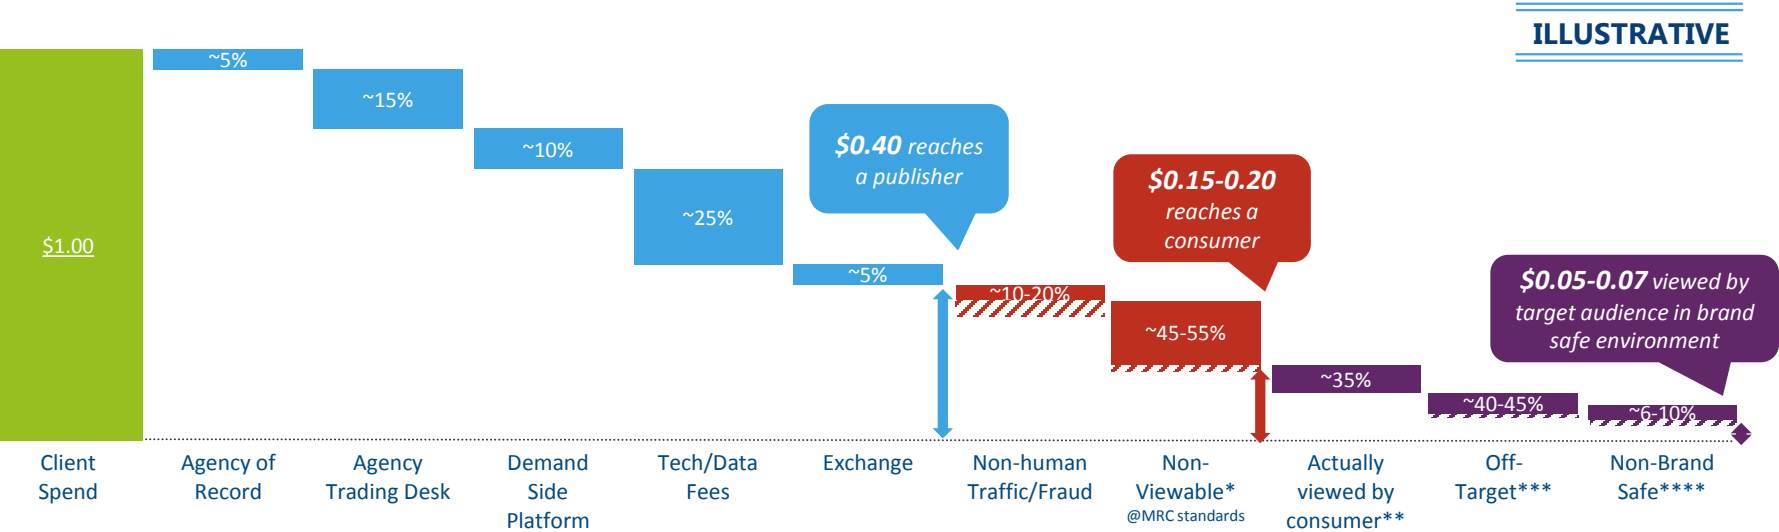 ILLUSTRATIVE
$1.00
~5%
~15%
~10%
~25%
~5%
$0.40 reaches
a publisher
~10-20%
~45-55%
$0.15-0.20
reaches a
consumer
~35%
~40-45%
~6-10%
$0.05-0.07 viewed by
target audience in brand
safe environment
Client
Spend
Agency of
Record
Agency
Trading Desk
Demand
Side
Platform
Tech/Data
Fees
Exchange
Non-human
Traffic/Fraud
Non-
Viewable*
@MRC standards
Actually
viewed by
consumer**
Off-
Target***
Non-Brand
Safe****